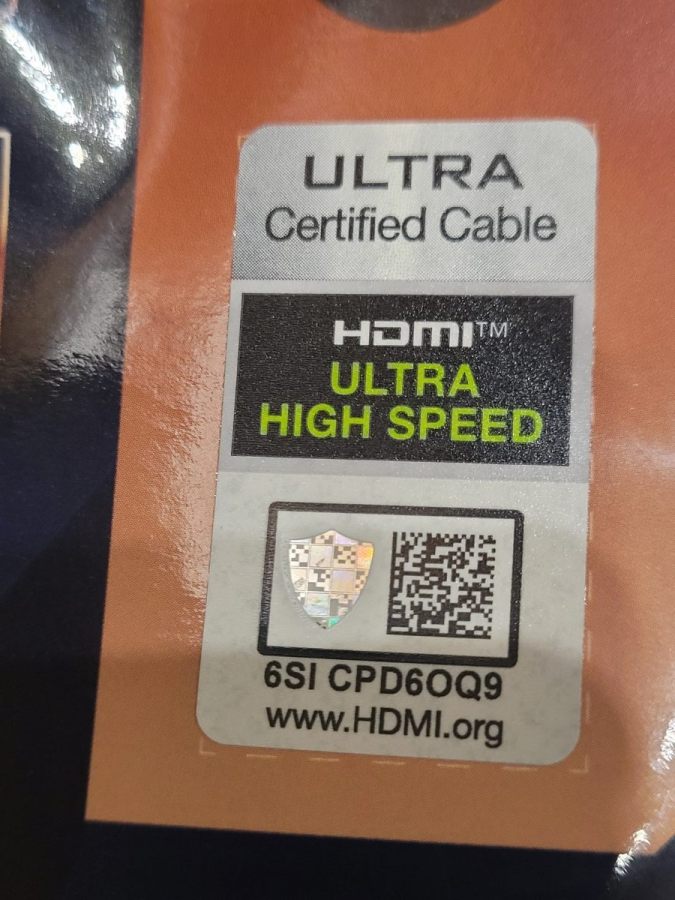 ULTRA
Certified Cable
HDMI™
ULTRA
HIGH SPEED
6SI CPD6OQ9
www.HDMI.org